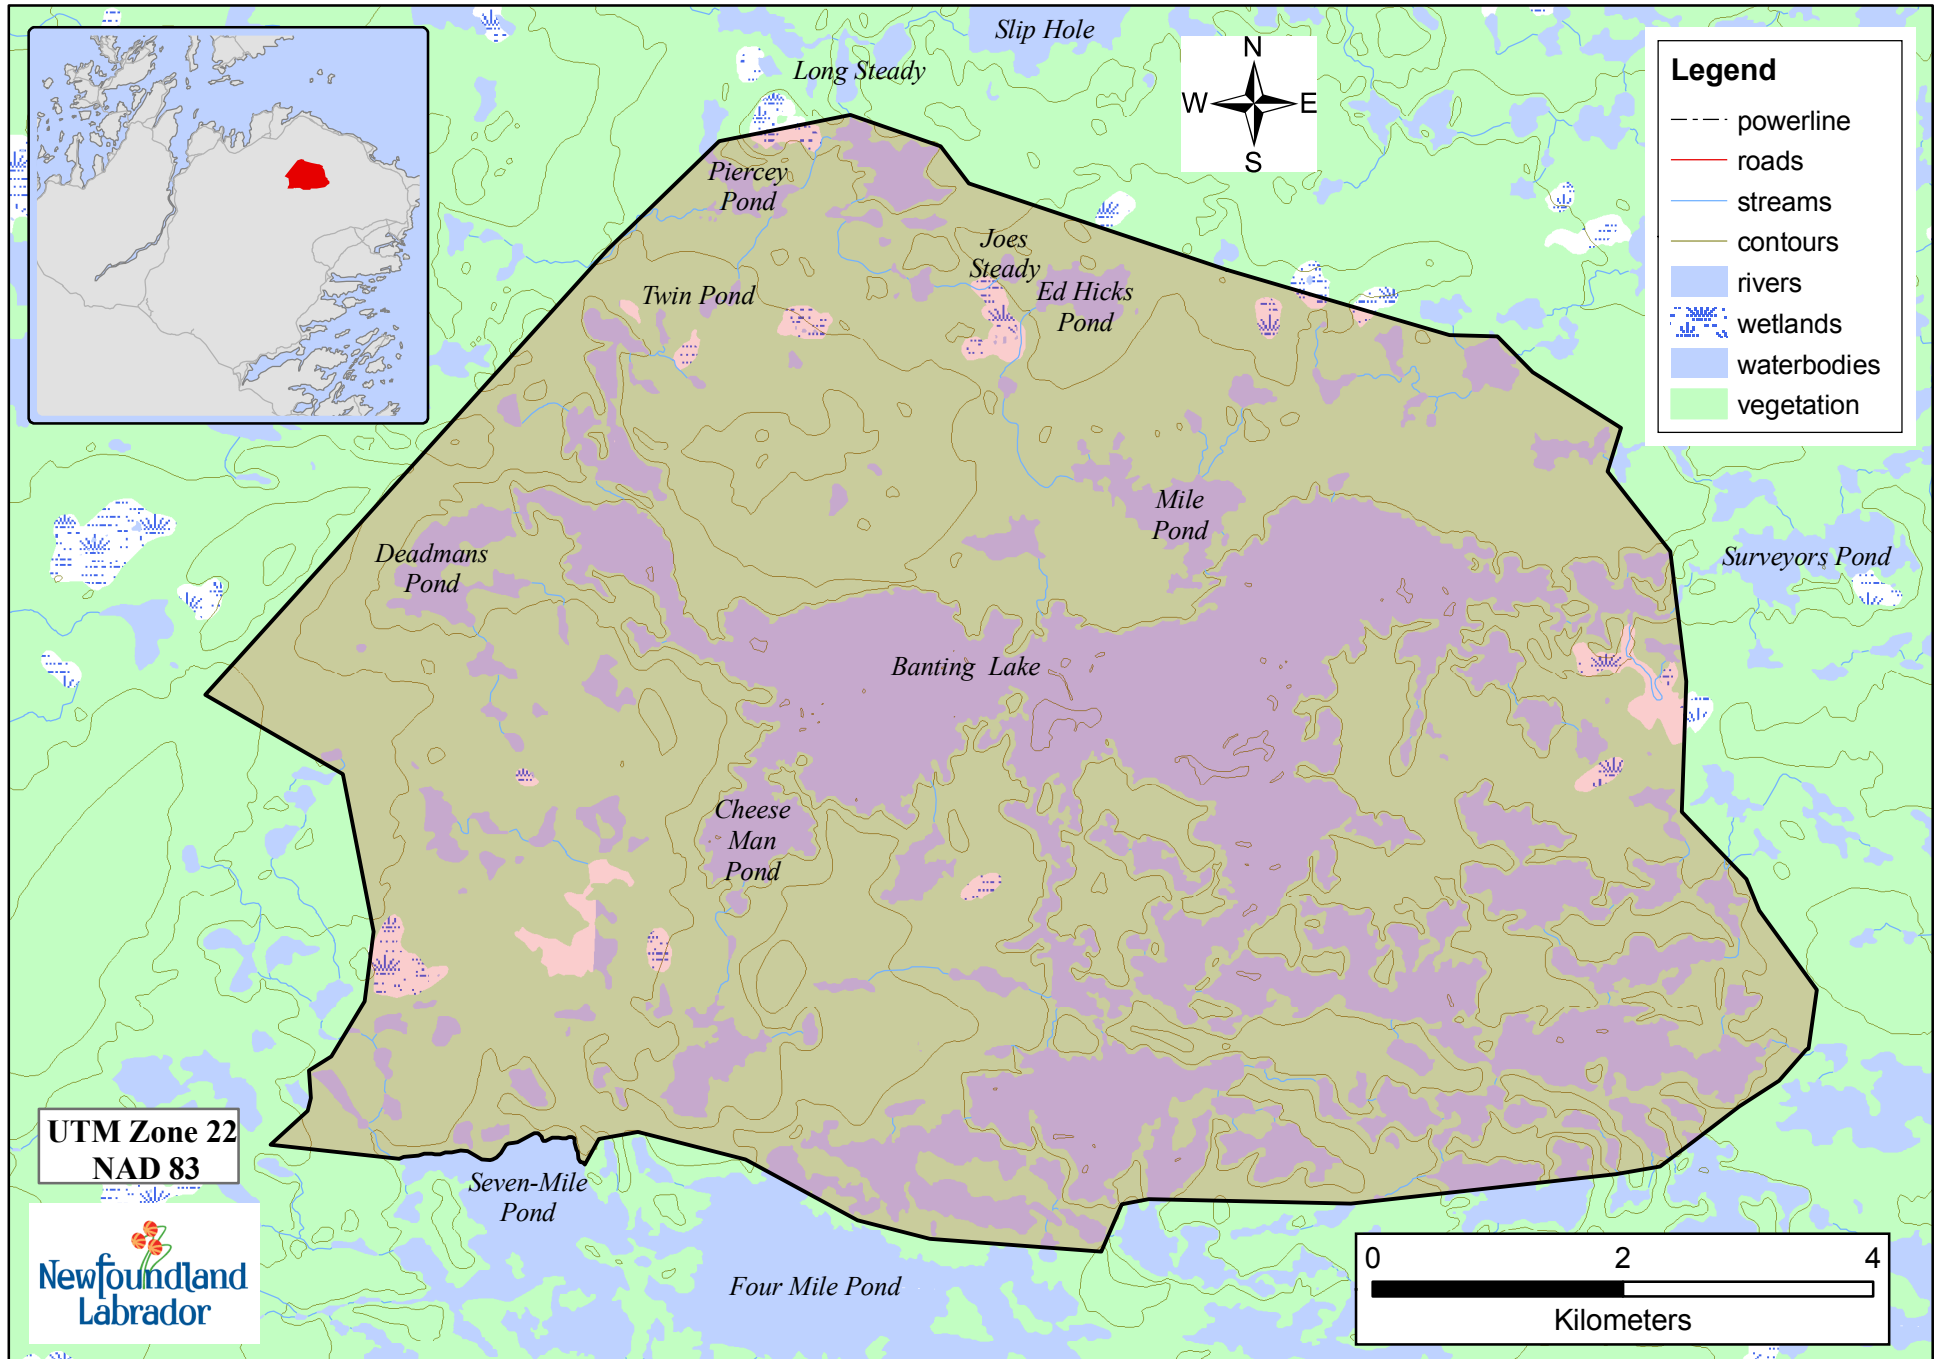 Slip Hole
Long Steady
N
W
E
S
Legend
powerline
roads
streams
contours
rivers
wetlands
waterbodies
vegetation
Piercey
Pond
Joes
Steady
Twin Pond
Ed Hicks
Pond
Mile
Pond
Deadmans
Pond
Surveyors Pond
Banting Lake
Cheese
Man
Pond
UTM Zone 22
NAD 83
Seven-Mile
Pond
Four Mile Pond
Newfoundland
Labrador
0
2
4
Kilometers